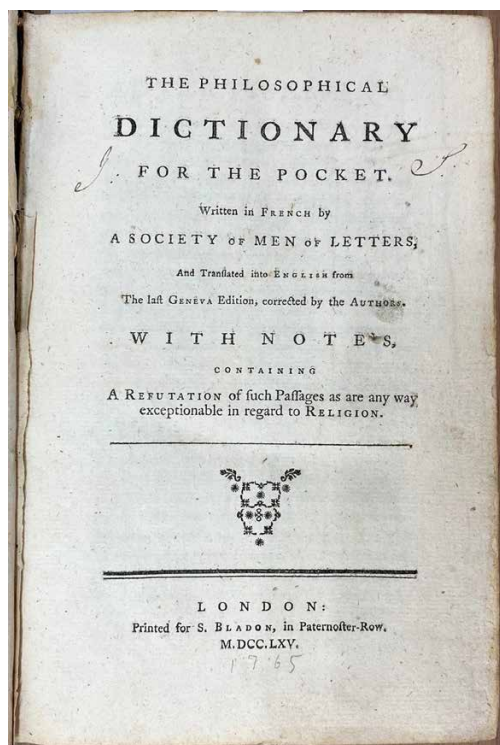 THE PHILOSOPHICAL
DICTIONARY
FOR THE POCKET.
J. T.
Written in FRENCH by
A SOCIETY OF MEN OF LETTERS,
And Tranſlated into ENGLISH from
The laſt GENEVA Edition, corrected by the AUTHORS.
WITH NOTES,
CONTAINING
A REFUTATION of ſuch Paſſages as are any way
exceptionable in regard to RELIGION.
LONDON:
Printed for S. BLADON, in Paternoſter-Row.
M.DCC.LXV.
1765